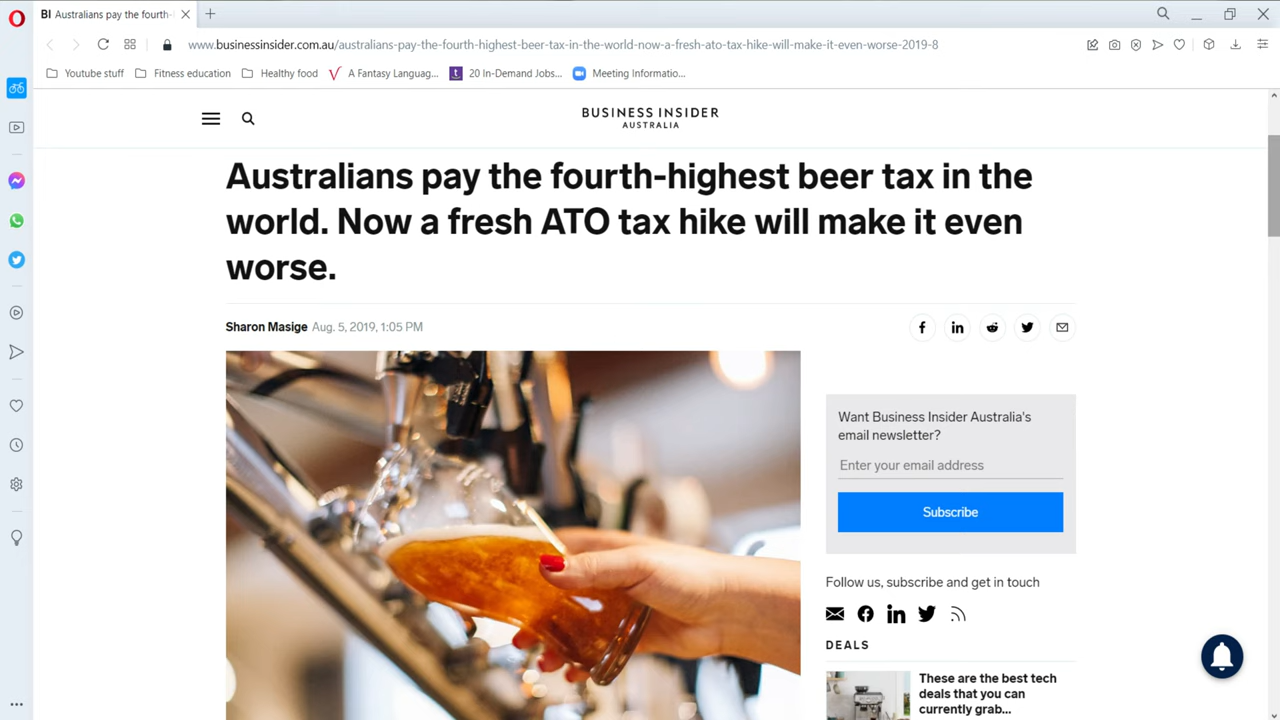 BI Australians pay the fourth-
www.businessinsider.com.au/australians-pay-the-fourth-highest-beer-tax-in-the-world-now-a-fresh-ato-tax-hike-will-make-it-even-worse-2019-8
Youtube stuff Fitness education Healthy food A Fantasy Languag... 20 In-Demand Jobs... Meeting Informatio...
BUSINESS INSIDER
AUSTRALIA
Australians pay the fourth-highest beer tax in the
world. Now a fresh ATO tax hike will make it even
worse.
Sharon Masige Aug. 5, 2019, 1:05 PM
Want Business Insider Australia's
email newsletter?
Enter your email address
Subscribe
Follow us, subscribe and get in touch
DEALS
These are the best tech
deals that you can
currently grab...